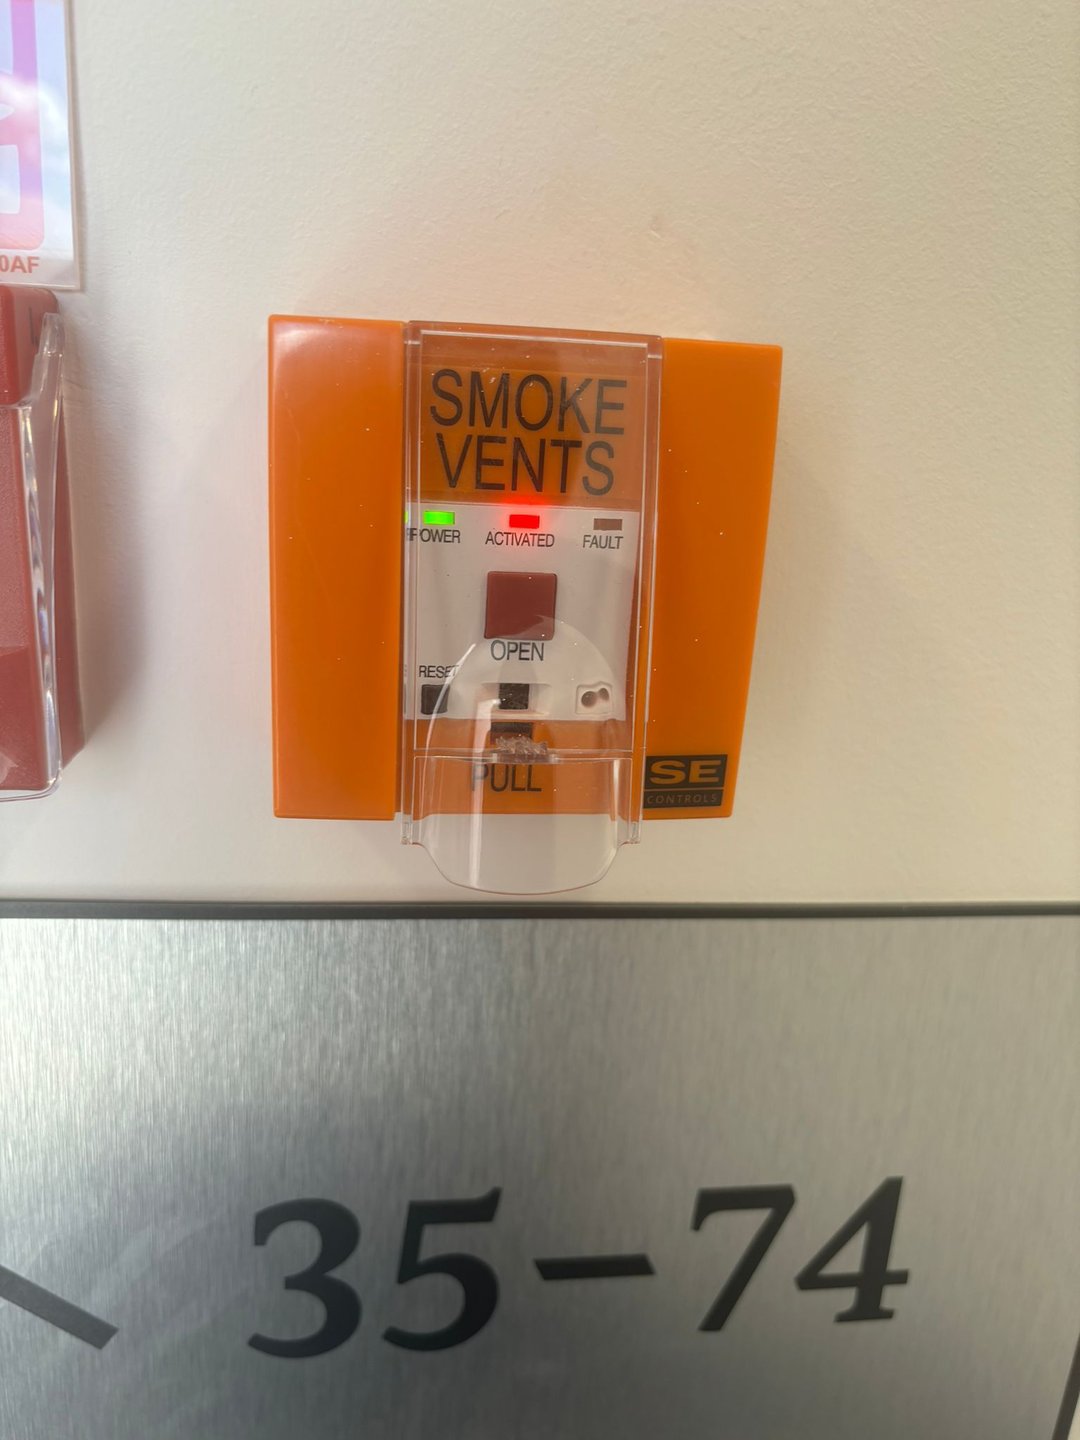 0AF
SMOKE
VENTS
POWER ACTIVATED FAULT
OPEN
RESET
PULL
SE
CONTROLS
35-74